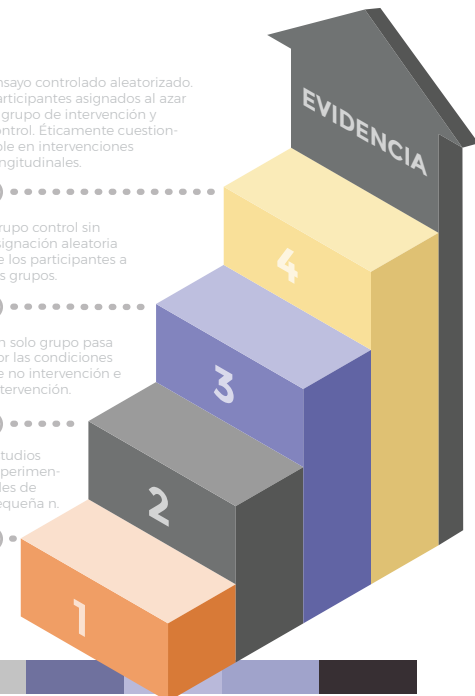 nsayo controlado aleatorizado.
articipantes asignados al azar
grupo de intervención y
ontrol. Éticamente cuestion-
ble en intervenciones
ngitudinales.
rupo control sin
signación aleatoria
e los participantes a
s grupos.
n solo grupo pasa
or las condiciones
e no intervención e
tervención.
tudios
perimen-
les de
equeña n.
EVIDENCIA
4
3
2
1